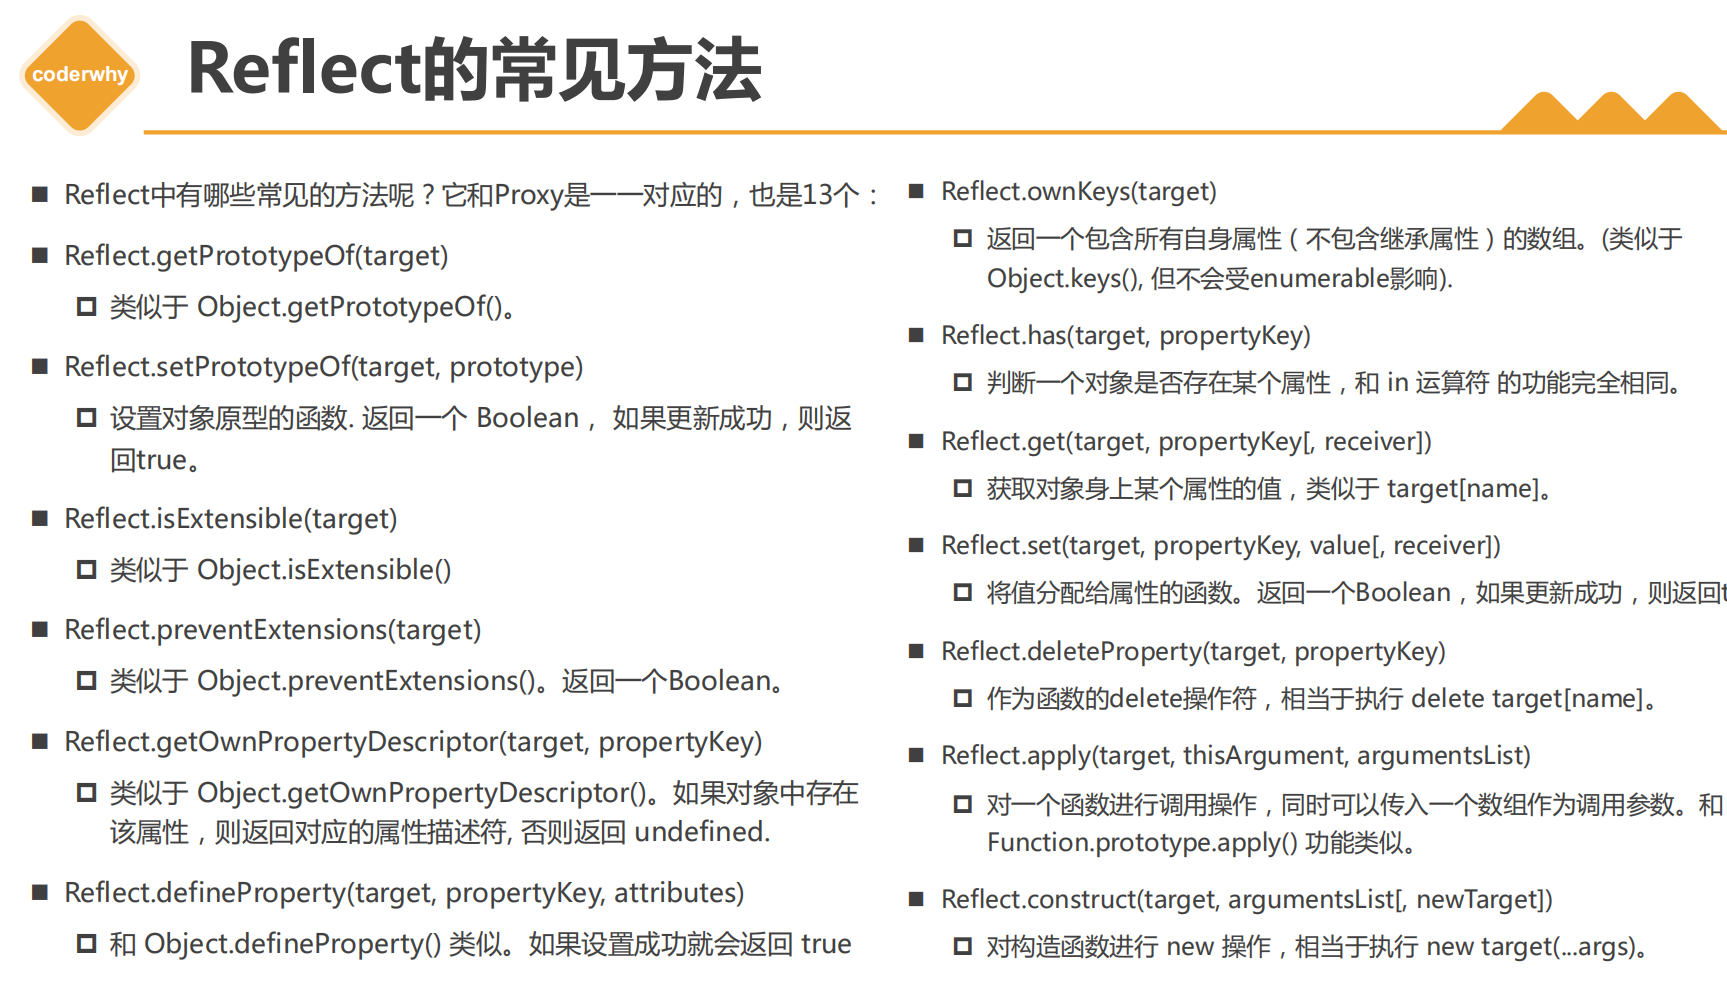 coderwhy
Reflect的常见方法
Reflect中有哪些常见的方法呢？它和Proxy是一一对应的，也是13个：
Reflect.getPrototypeOf(target)
类似于 Object.getPrototypeOf()。
Reflect.setPrototypeOf(target, prototype)
设置对象原型的函数. 返回一个 Boolean， 如果更新成功，则返
回true。
Reflect.isExtensible(target)
类似于 Object.isExtensible()
Reflect.preventExtensions(target)
类似于 Object.preventExtensions()。返回一个Boolean。
Reflect.getOwnPropertyDescriptor(target, propertyKey)
类似于 Object.getOwnPropertyDescriptor()。如果对象中存在
该属性，则返回对应的属性描述符, 否则返回 undefined.
Reflect.defineProperty(target, propertyKey, attributes)
和 Object.defineProperty() 类似。如果设置成功就会返回 true
Reflect.ownKeys(target)
返回一个包含所有自身属性（不包含继承属性）的数组。(类似于
Object.keys(), 但不会受enumerable影响).
Reflect.has(target, propertyKey)
判断一个对象是否存在某个属性，和 in 运算符 的功能完全相同。
Reflect.get(target, propertyKey[, receiver])
获取对象身上某个属性的值，类似于 target[name]。
Reflect.set(target, propertyKey, value[, receiver])
将值分配给属性的函数。返回一个Boolean，如果更新成功，则返回t
Reflect.deleteProperty(target, propertyKey)
作为函数的delete操作符，相当于执行 delete target[name]。
Reflect.apply(target, thisArgument, argumentsList)
对一个函数进行调用操作，同时可以传入一个数组作为调用参数。和
Function.prototype.apply() 功能类似。
Reflect.construct(target, argumentsList[, newTarget])
对构造函数进行 new 操作，相当于执行 new target(...args)。